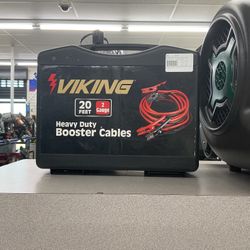 VIKING
20 FEET
2 Gauge
Heavy Duty
Booster Cables